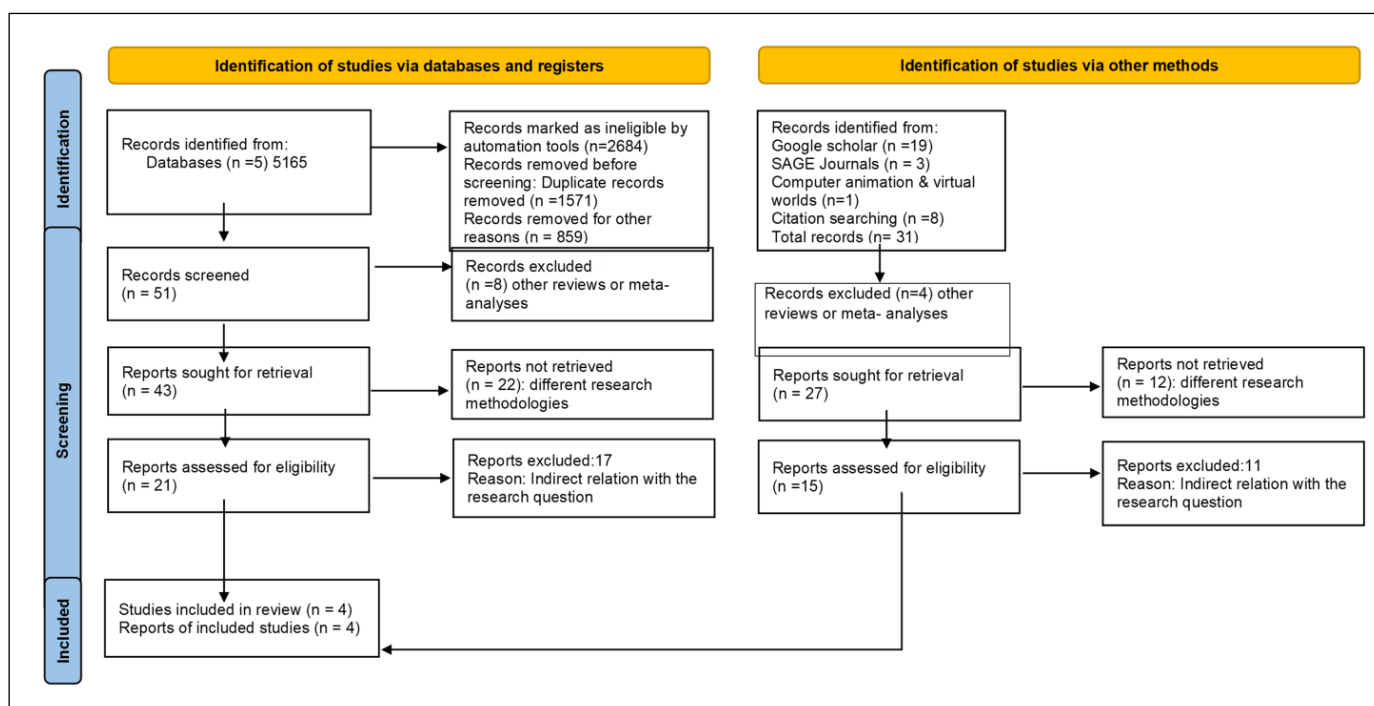 Identification of studies via databases and registers
Identification of studies via other methods
Identification
Records identified from:
Databases (n =5) 5165
Records marked as ineligible by
automation tools (n=2684)
Records removed before
screening: Duplicate records
removed (n =1571)
Records removed for other
reasons (n = 859)
Records identified from:
Google scholar (n =19)
SAGE Journals (n = 3)
Computer animation & virtual
worlds (n=1)
Citation searching (n =8)
Total records (n= 31)
Screening
Records screened
(n = 51)
Records excluded
(n =8) other reviews or meta-
analyses
Records excluded (n=4) other
reviews or meta- analyses
Reports sought for retrieval
(n = 43)
Reports not retrieved
(n = 22): different research
methodologies
Reports sought for retrieval
(n = 27)
Reports not retrieved
(n = 12): different research
methodologies
Reports assessed for eligibility
(n = 21)
Reports excluded:17
Reason: Indirect relation with the
research question
Reports assessed for eligibility
(n =15)
Reports excluded:11
Reason: Indirect relation with the
research question
Included
Studies included in review (n = 4)
Reports of included studies (n = 4)